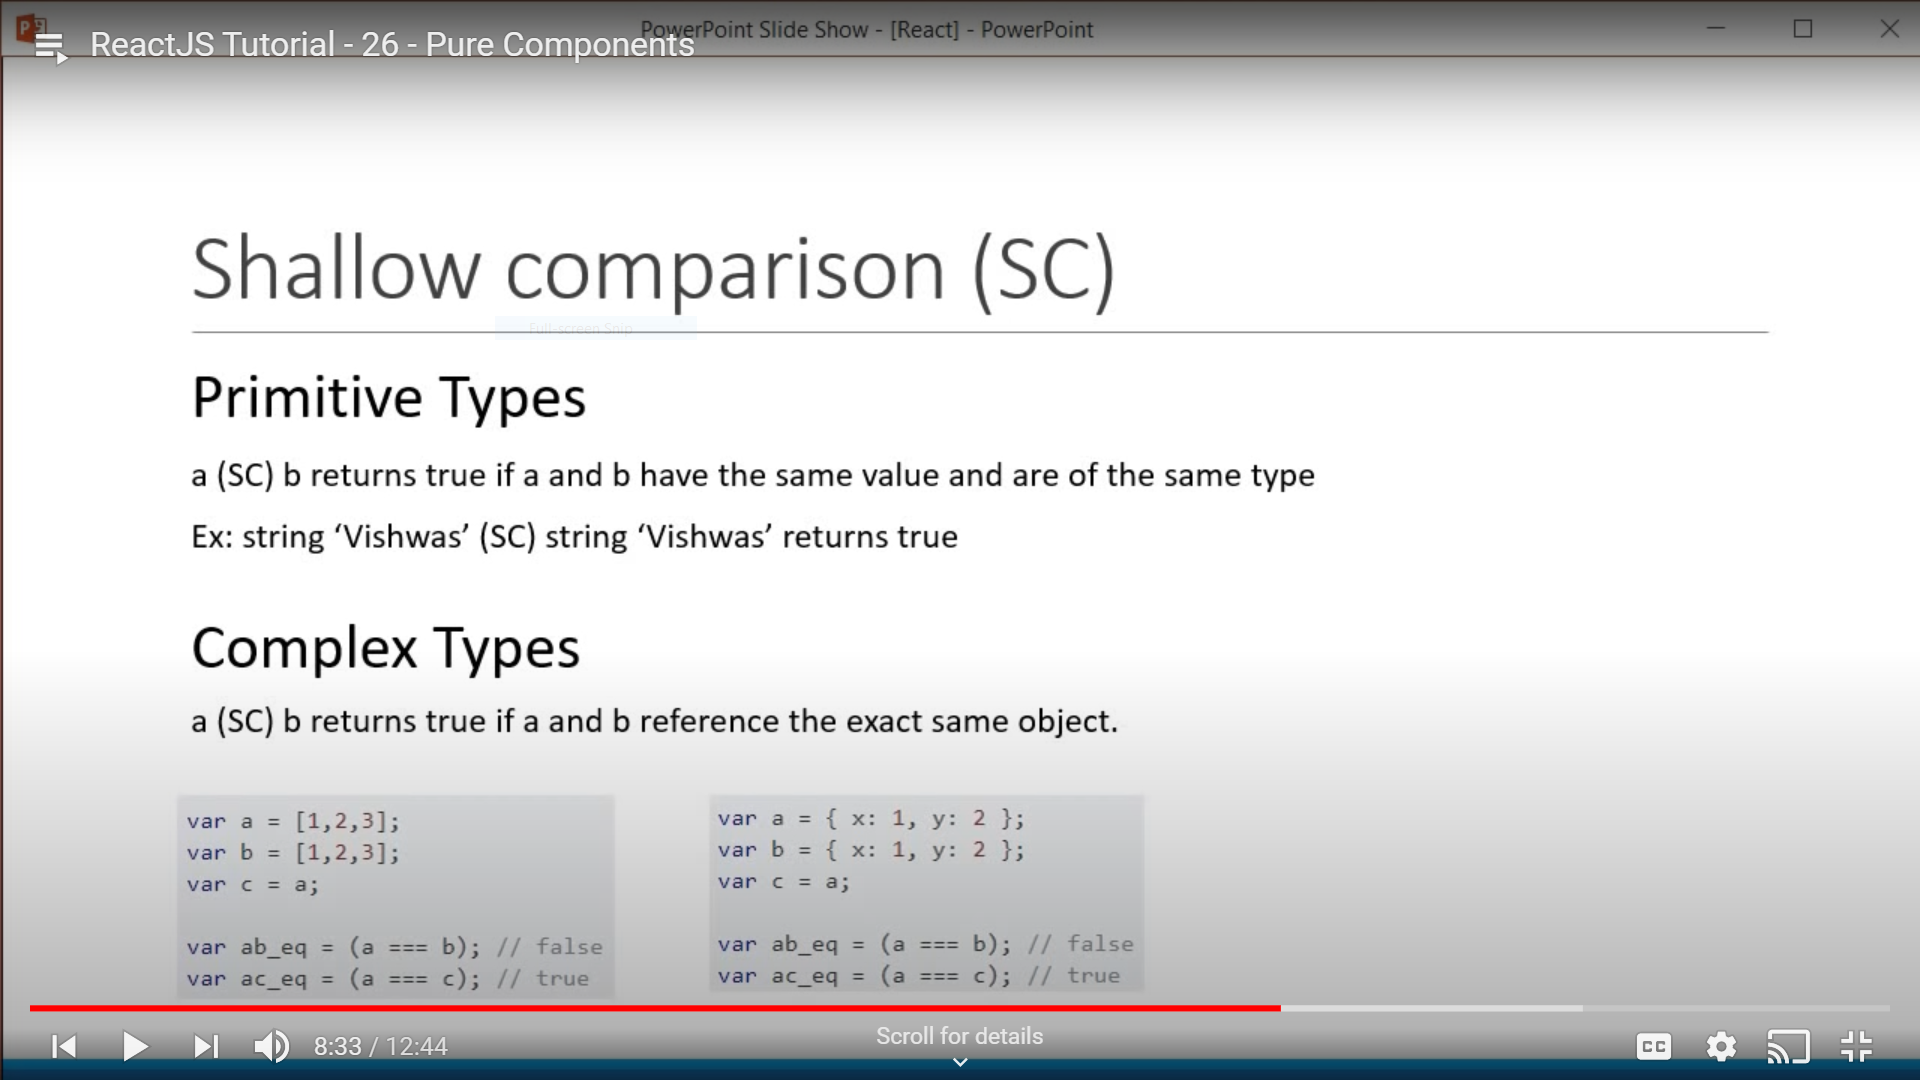 PowerPoint Slide Show - [React] - PowerPoint
ReactJS Tutorial - 26 - Pure Components
Shallow comparison (SC)
Full-screen Snip
Primitive Types
a (SC) b returns true if a and b have the same value and are of the same type
Ex: string ‘Vishwas’ (SC) string ‘Vishwas’ returns true
Complex Types
a (SC) b returns true if a and b reference the exact same object.
var a = [1,2,3];
var b = [1,2,3];
var c = a;
var ab_eq = (a === b); // false
var ac_eq = (a === c); // true
var a = { x: 1, y: 2 };
var b = { x: 1, y: 2 };
var c = a;
var ab_eq = (a === b); // false
var ac_eq = (a === c); // true
8:33 / 12:44
Scroll for details
CC